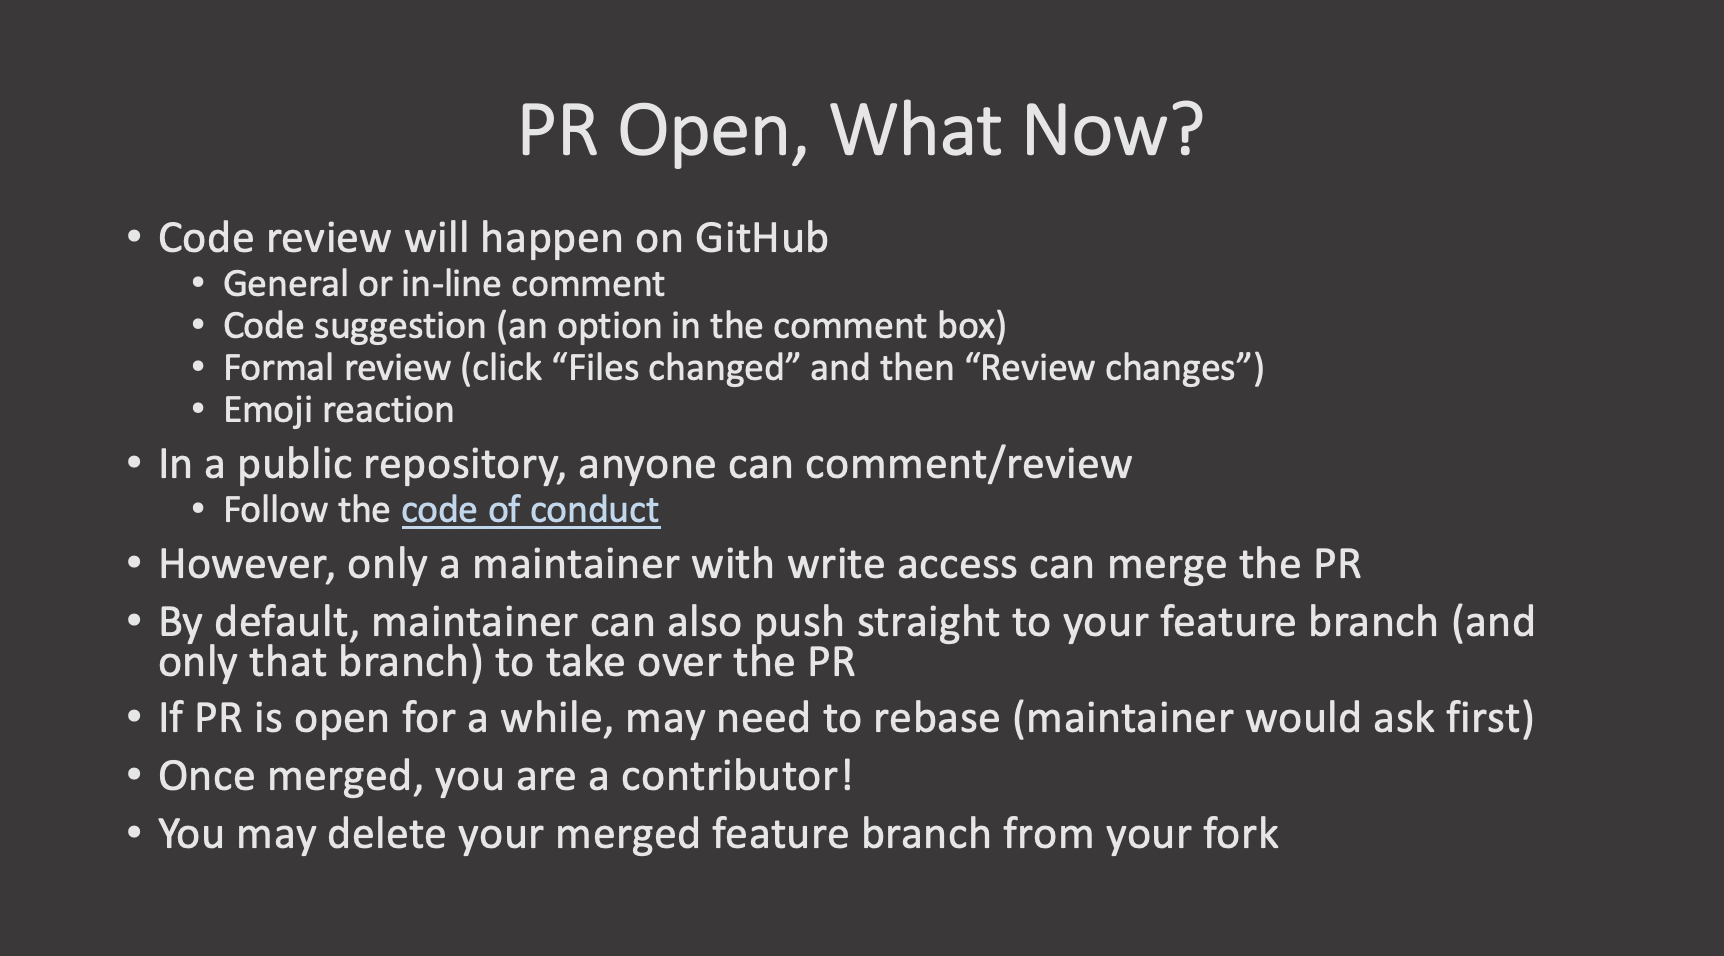 PR Open, What Now?
• Code review will happen on GitHub
• General or in-line comment
• Code suggestion (an option in the comment box)
• Formal review (click “Files changed” and then “Review changes”)
• Emoji reaction
• In a public repository, anyone can comment/review
• Follow the code of conduct
• However, only a maintainer with write access can merge the PR
• By default, maintainer can also push straight to your feature branch (and
only that branch) to take over the PR
• If PR is open for a while, may need to rebase (maintainer would ask first)
• Once merged, you are a contributor!
• You may delete your merged feature branch from your fork